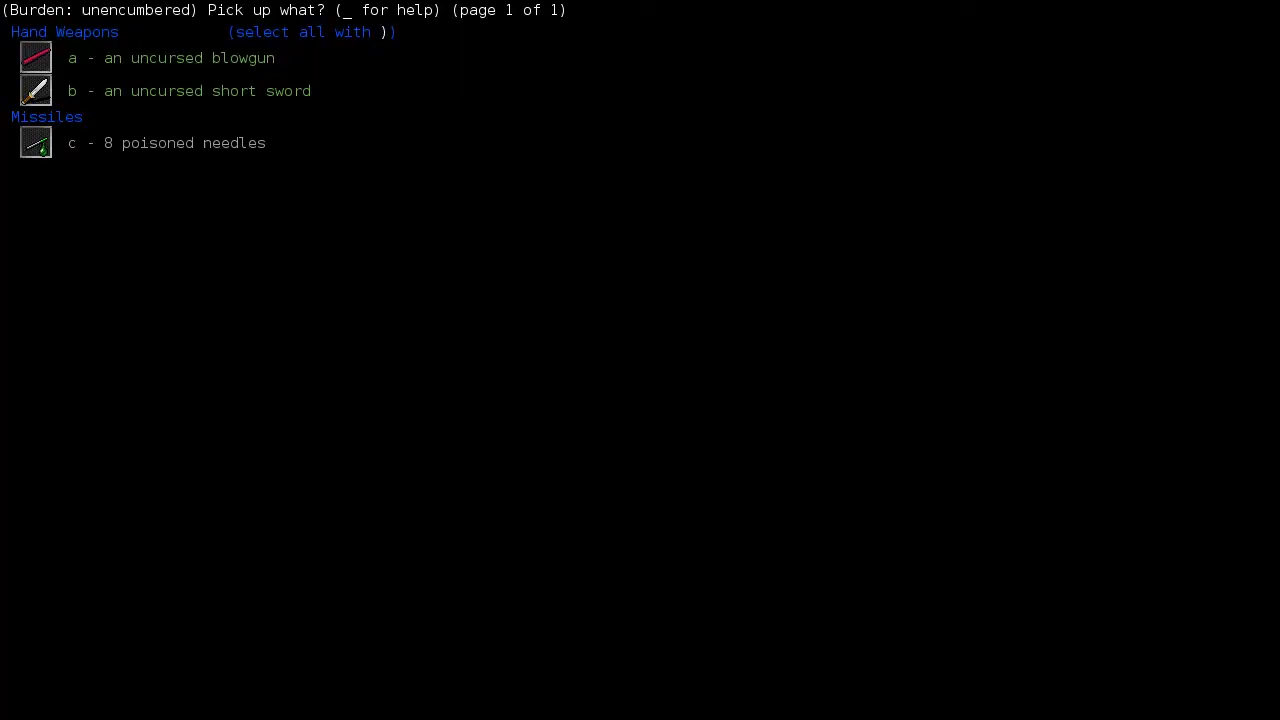 (Burden: unencumbered) Pick up what? (_ for help) (page 1 of 1)
Hand Weapons (select all with ))
a - an uncursed blowgun
b - an uncursed short sword
Missiles
c - 8 poisoned needles